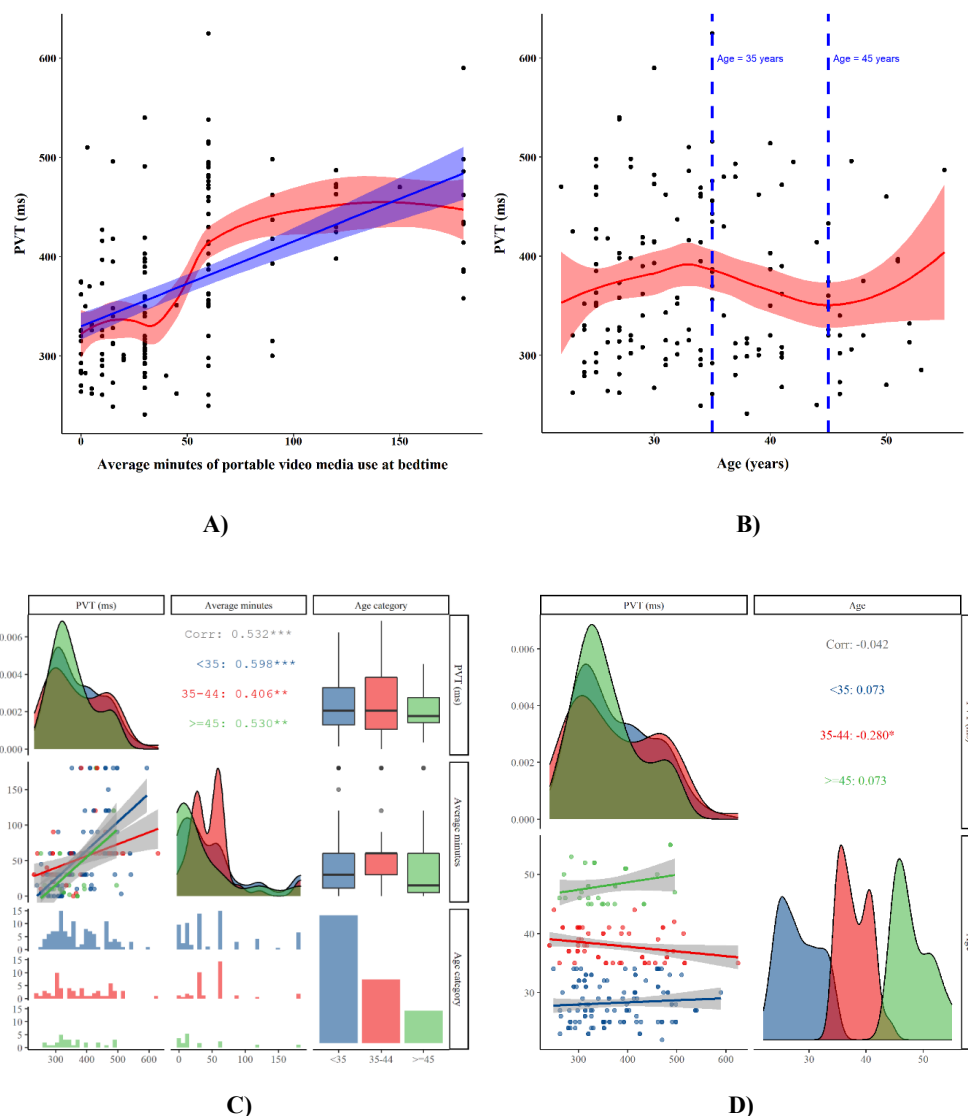 600
500
400
300
PVT (ms)
0
50
100
150
Average minutes of portable video media use at bedtime
A)
600
500
400
300
PVT (ms)
Age = 35 years
Age = 45 years
30
40
50
Age (years)
B)
PVT (ms)
Average minutes
Age category
0.006
0.004
0.002
0.000
Corr: 0.532***
<35: 0.598***
35-44: 0.406**
>=45: 0.530**
PVT (ms)
150
100
50
0
Average minutes
15
10
5
0
15
10
5
0
15
10
5
0
Age category
300 400 500 600
0 50 100 150
<35 35-44 >=45
C)
PVT (ms)
Age
0.006
0.004
0.002
0.000
Corr: -0.042
<35: 0.073
35-44: -0.280*
>=45: 0.073
50
40
30
300 400 500 600
30 40 50
D)